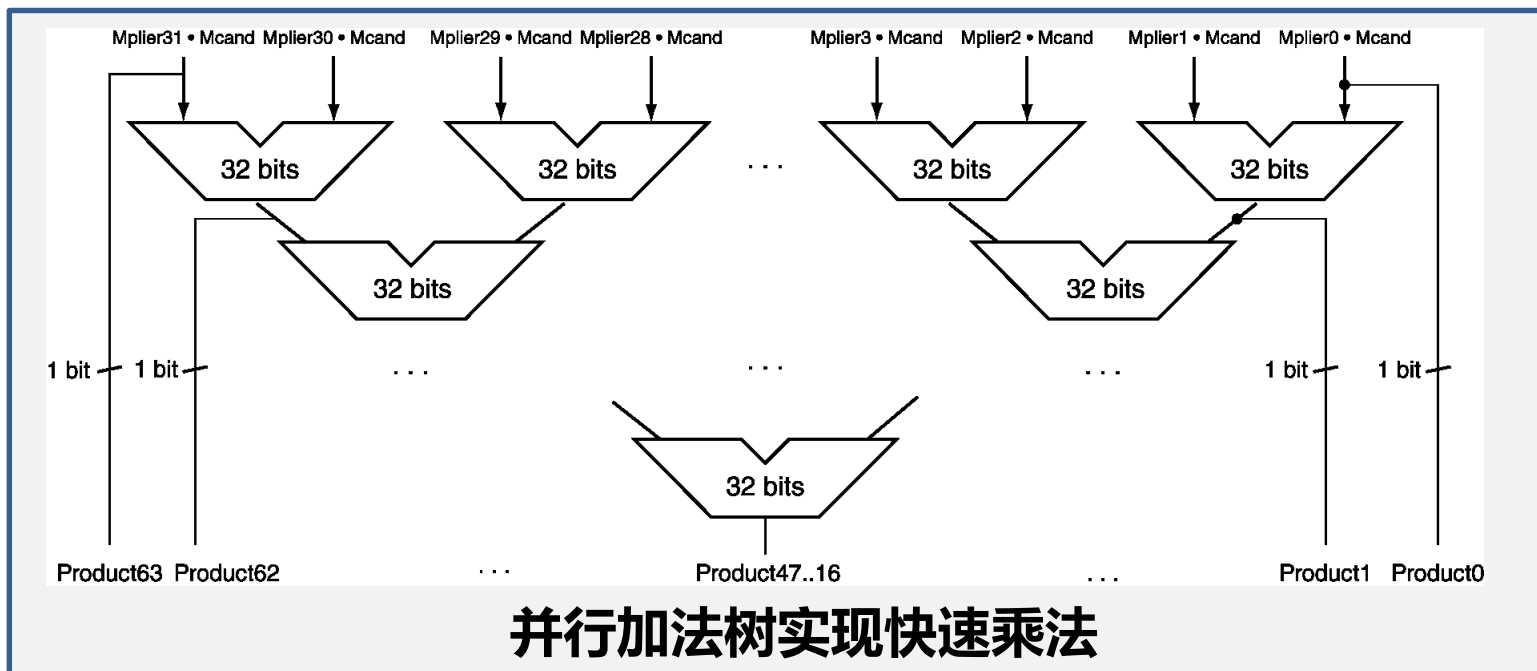 Mplier31 • Mcand Mplier30 • Mcand Mplier29 • Mcand Mplier28 • Mcand Mplier3 • Mcand Mplier2 • Mcand Mplier1 • Mcand Mplier0 • Mcand
32 bits 32 bits . . . 32 bits 32 bits
32 bits 32 bits
1 bit 1 bit . . . . . . . . . 1 bit 1 bit
32 bits
Product63 Product62 . . . Product47..16 . . . Product1 Product0
并行加法树实现快速乘法